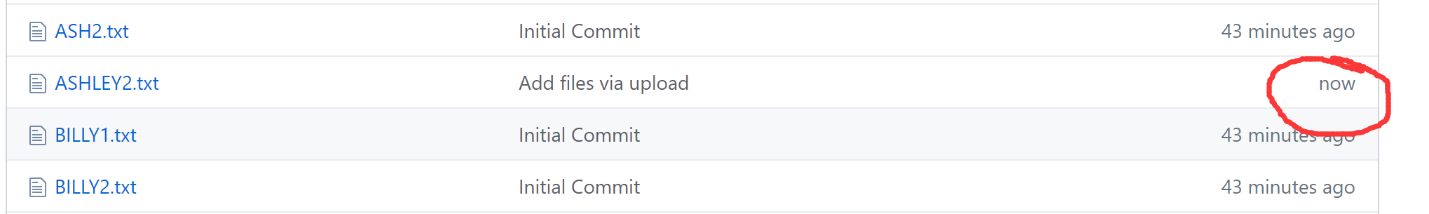 ASH2.txt Initial Commit 43 minutes ago
ASHLEY2.txt Add files via upload now
BILLY1.txt Initial Commit 43 minutes ago
BILLY2.txt Initial Commit 43 minutes ago